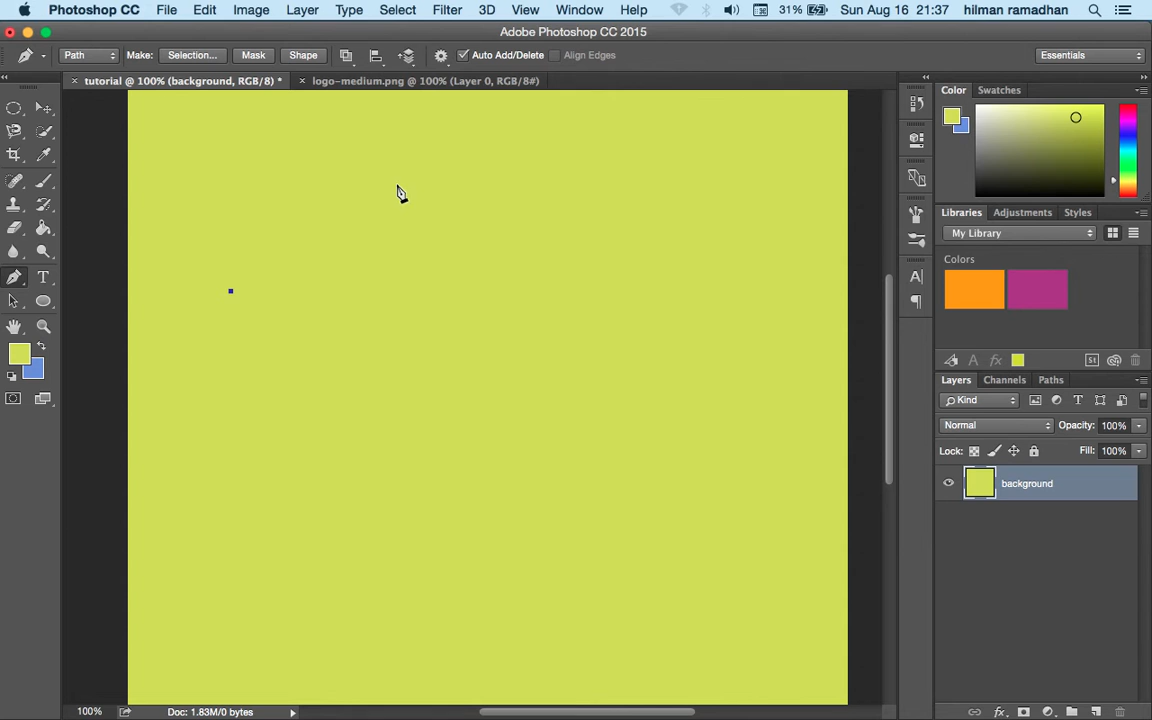 Photoshop CC File Edit Image Layer Type Select Filter 3D View Window Help 31% Sun Aug 16 21:37 hilman ramadhan
Adobe Photoshop CC 2015
Path Make: Selection... Mask Shape Auto Add/Delete Align Edges Essentials
tutorial @ 100% (background, RGB/8) * logo-medium.png @ 100% (Layer 0, RGB/8#)
Color Swatches
Libraries Adjustments Styles
My Library
Colors
A
T
A fx St
Layers Channels Paths
Kind T
Normal Opacity: 100%
Lock: Fill: 100%
background
100% Doc: 1.83M/0 bytes fx